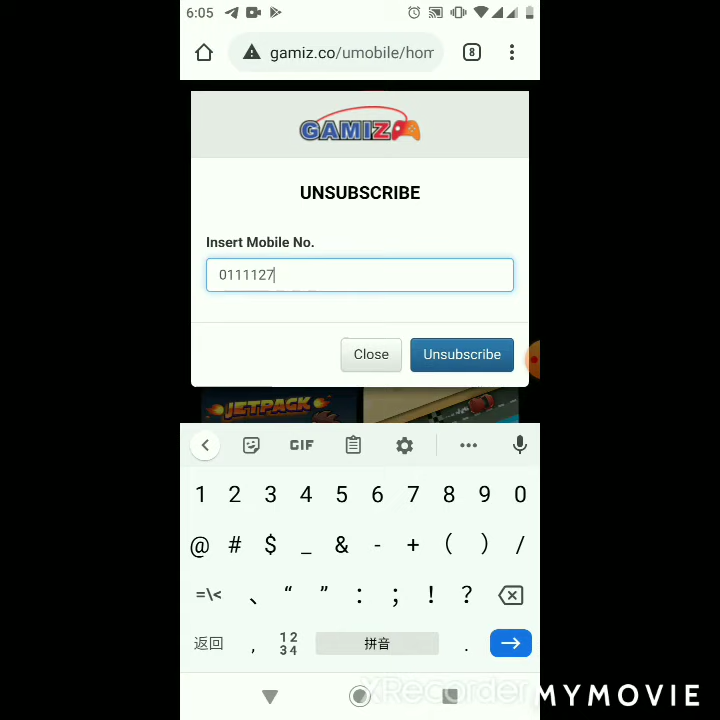 6:05
gamiz.co/umobile/hom
8
GAMIZ
UNSUBSCRIBE
Insert Mobile No.
0111127
Close
Unsubscribe
JETPACK
GIF
1 2 3 4 5 6 7 8 9 0
@ # $ _ & - + ( ) /
=\< 、 “ ” : ; ! ?
返回 , 12 拼音 .
34
XRecorder
MYMOVIE